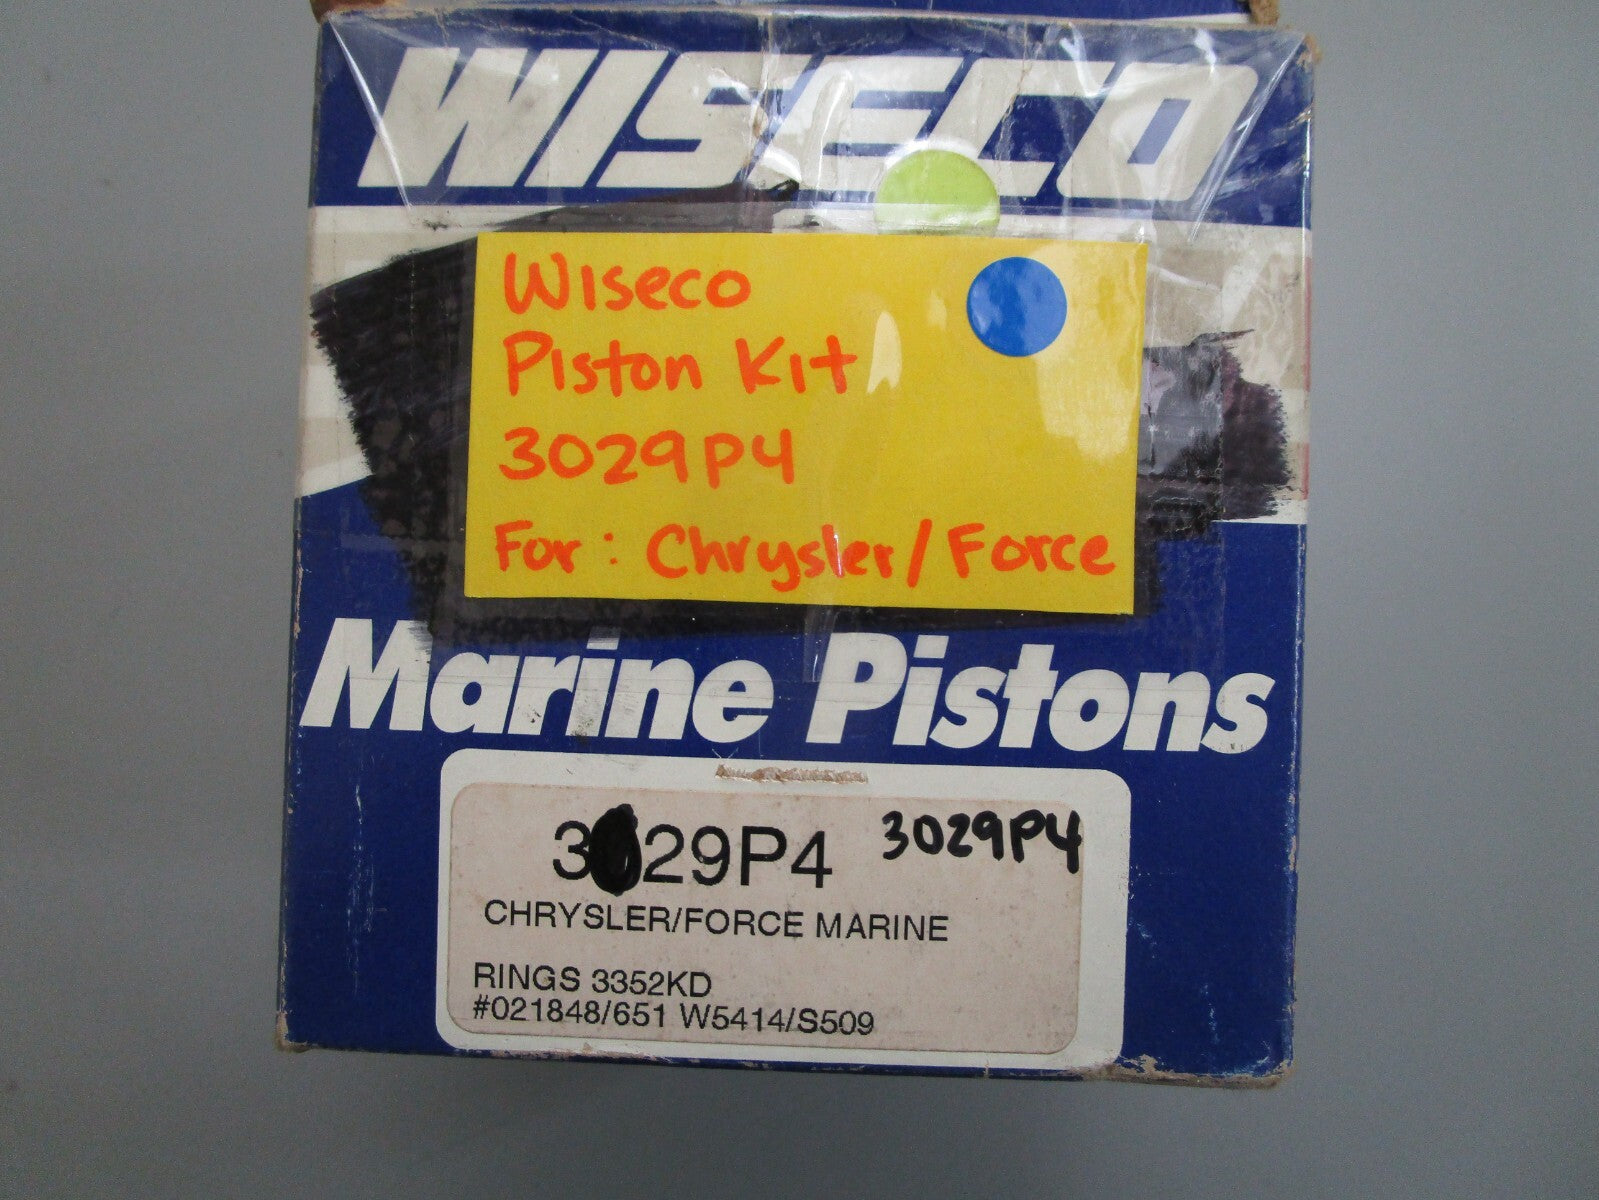 WISECO
Wiseco
Piston Kit
3029P4
For: Chrysler/Force
Marine Pistons
3029P4 3029P4
CHRYSLER/FORCE MARINE
RINGS 3352KD
#021848/651 W5414/S509